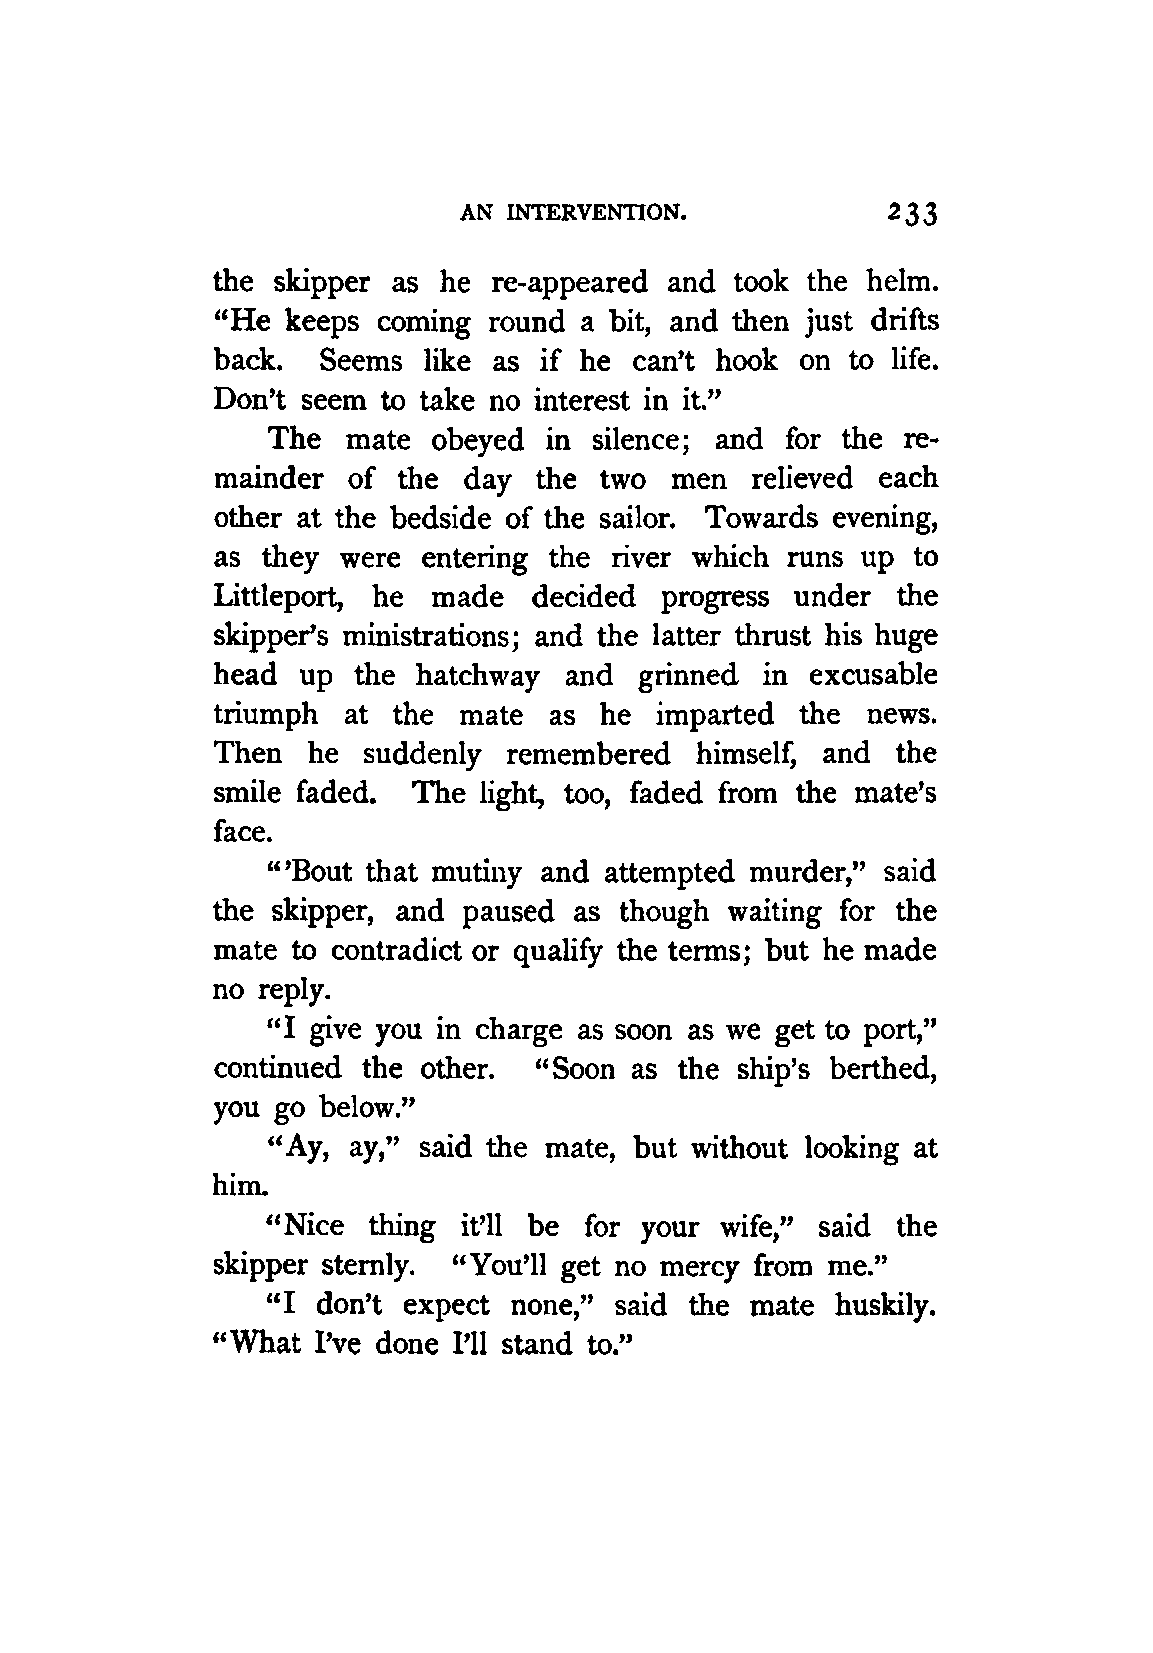 AN INTERVENTION. 233
the skipper as he re-appeared and took the helm.
“He keeps coming round a bit, and then just drifts
back. Seems like as if he can’t hook on to life.
Don’t seem to take no interest in it.”
The mate obeyed in silence; and for the re-
mainder of the day the two men relieved each
other at the bedside of the sailor. Towards evening,
as they were entering the river which runs up to
Littleport, he made decided progress under the
skipper’s ministrations; and the latter thrust his huge
head up the hatchway and grinned in excusable
triumph at the mate as he imparted the news.
Then he suddenly remembered himself, and the
smile faded. The light, too, faded from the mate’s
face.
“’Bout that mutiny and attempted murder,” said
the skipper, and paused as though waiting for the
mate to contradict or qualify the terms; but he made
no reply.
“I give you in charge as soon as we get to port,”
continued the other. “Soon as the ship’s berthed,
you go below.”
“Ay, ay,” said the mate, but without looking at
him.
“Nice thing it’ll be for your wife,” said the
skipper sternly. “You’ll get no mercy from me.”
“I don’t expect none,” said the mate huskily.
“What I’ve done I’ll stand to.”